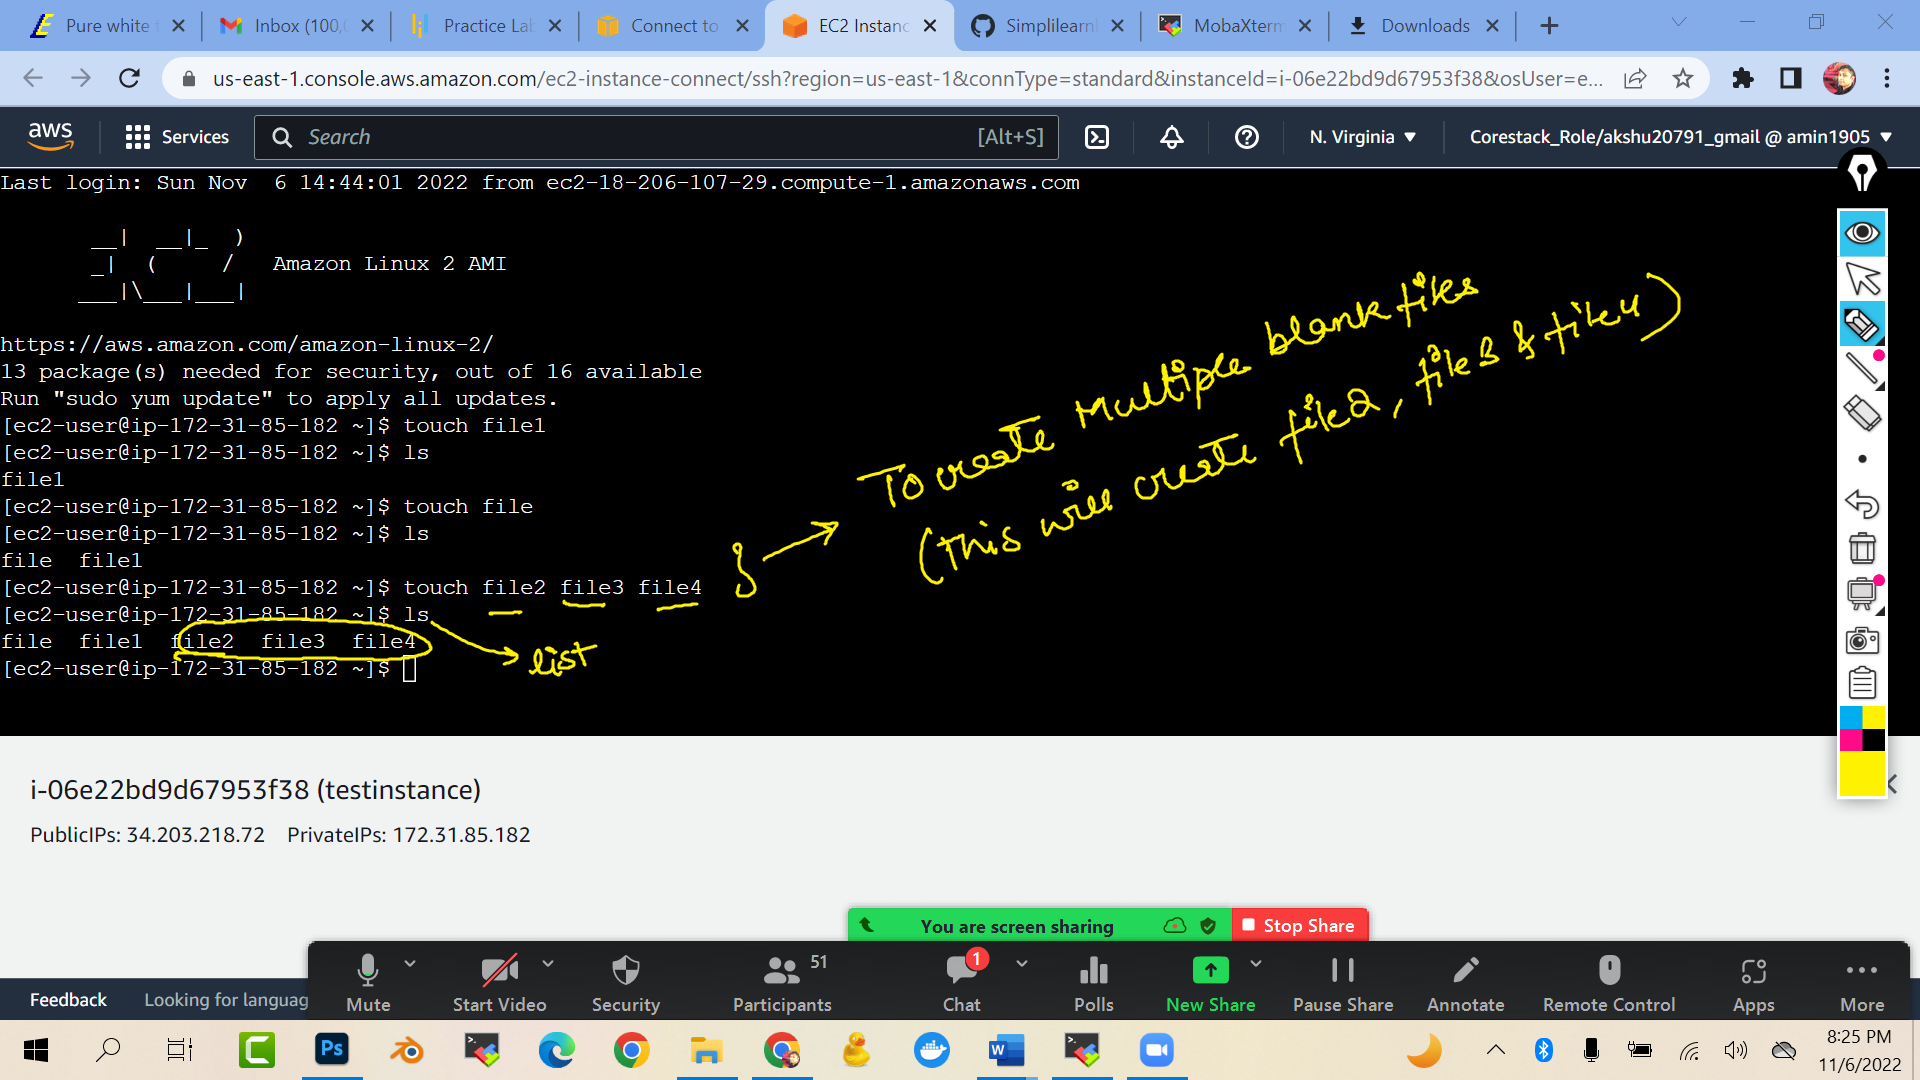 Pure white
Inbox (100,
Practice Lab
Connect to
EC2 Instanc
Simplilearn
MobaXterm
Downloads
us-east-1.console.aws.amazon.com/ec2-instance-connect/ssh?region=us-east-1&connType=standard&instanceId=i-06e22bd9d67953f38&osUser=e...
aws
Services
Search
[Alt+S]
N. Virginia
Corestack_Role/akshu20791_gmail @ amin1905
Last login: Sun Nov  6 14:44:01 2022 from ec2-18-206-107-29.compute-1.amazonaws.com
       __|  __|_  )
       _|  (     /   Amazon Linux 2 AMI
      ___|\___|___|
https://aws.amazon.com/amazon-linux-2/
13 package(s) needed for security, out of 16 available
Run "sudo yum update" to apply all updates.
[ec2-user@ip-172-31-85-182 ~]$ touch file1
[ec2-user@ip-172-31-85-182 ~]$ ls
file1
[ec2-user@ip-172-31-85-182 ~]$ touch file
[ec2-user@ip-172-31-85-182 ~]$ ls
file  file1
[ec2-user@ip-172-31-85-182 ~]$ touch file2 file3 file4
[ec2-user@ip-172-31-85-182 ~]$ ls
file  file1  file2  file3  file4
[ec2-user@ip-172-31-85-182 ~]$
To create Multiple blank files
(this will create file2, file3 & file4)
list
i-06e22bd9d67953f38 (testinstance)
PublicIPs: 34.203.218.72    PrivateIPs: 172.31.85.182
You are screen sharing
Stop Share
Mute
Start Video
Security
51
Participants
1
Chat
Polls
New Share
Pause Share
Annotate
Remote Control
Apps
More
Feedback
Looking for languag
Ps
W
8:25 PM
11/6/2022